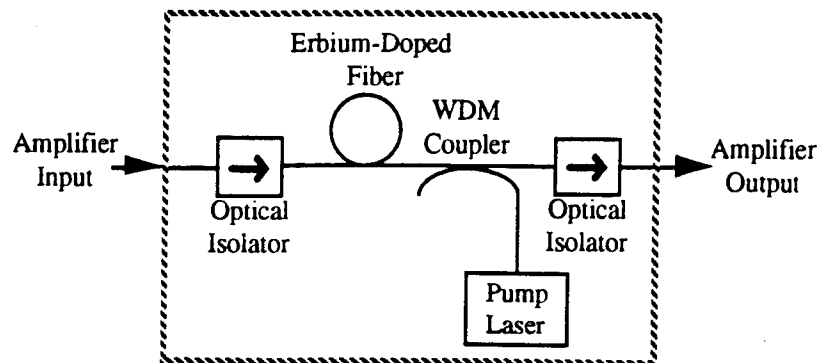 Erbium-Doped
Fiber
WDM
Coupler
Amplifier
Input
Optical
Isolator
Optical
Isolator
Amplifier
Output
Pump
Laser